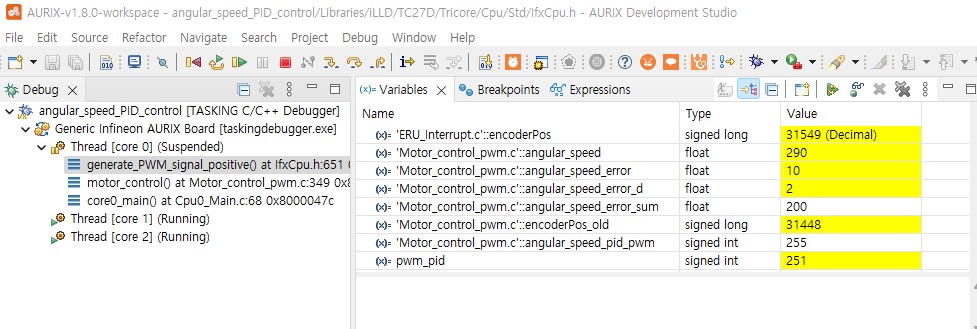 AURIX-v1.8.0-workspace - angular_speed_PID_control/Libraries/iLLD/TC27D/Tricore/Cpu/Std/IfxCpu.h - AURIX Development Studio
File Edit Source Refactor Navigate Search Project Debug Run Window Help
Debug
angular_speed_PID_control [TASKING C/C++ Debugger]
Generic Infineon AURIX Board [taskingdebugger.exe]
Thread [core 0] (Suspended)
generate_PWM_signal_positive() at IfxCpu.h:651 0
motor_control() at Motor_control_pwm.c:349 0x8
core0_main() at Cpu0_Main.c:68 0x8000047c
Thread [core 1] (Running)
Thread [core 2] (Running)
(x)= Variables Breakpoints Expressions
Name Type Value
(x)= 'ERU_Interrupt.c'::encoderPos signed long 31549 (Decimal)
(x)= 'Motor_control_pwm.c'::angular_speed float 290
(x)= 'Motor_control_pwm.c'::angular_speed_error float 10
(x)= 'Motor_control_pwm.c'::angular_speed_error_d float 2
(x)= 'Motor_control_pwm.c'::angular_speed_error_sum float 200
(x)= 'Motor_control_pwm.c'::encoderPos_old signed long 31448
(x)= 'Motor_control_pwm.c'::angular_speed_pid_pwm signed int 255
(x)= pwm_pid signed int 251